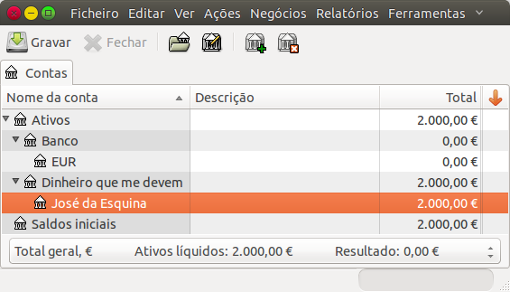 Ficheiro Editar Ver Ações Negócios Relatórios Ferramentas
Gravar Fechar
Contas
Nome da conta Descrição Total
Ativos 2.000,00 €
Banco 0,00 €
EUR 0,00 €
Dinheiro que me devem 2.000,00 €
José da Esquina 2.000,00 €
Saldos iniciais 2.000,00 €
Total geral, € Ativos líquidos: 2.000,00 € Resultado: 0,00 €